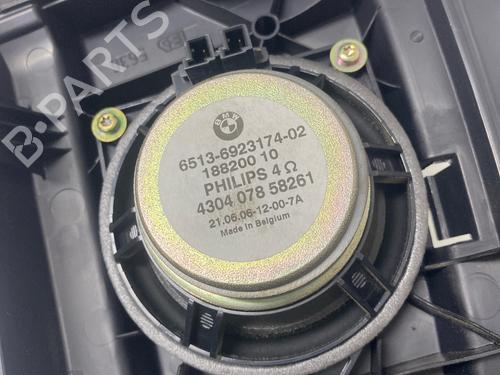 B-PARTS
BMW
6513-6923174-02
188200 10
PHILIPS 4 Ω
4304 078 58261
21.06.06-12-00-7A
Made in Belgium